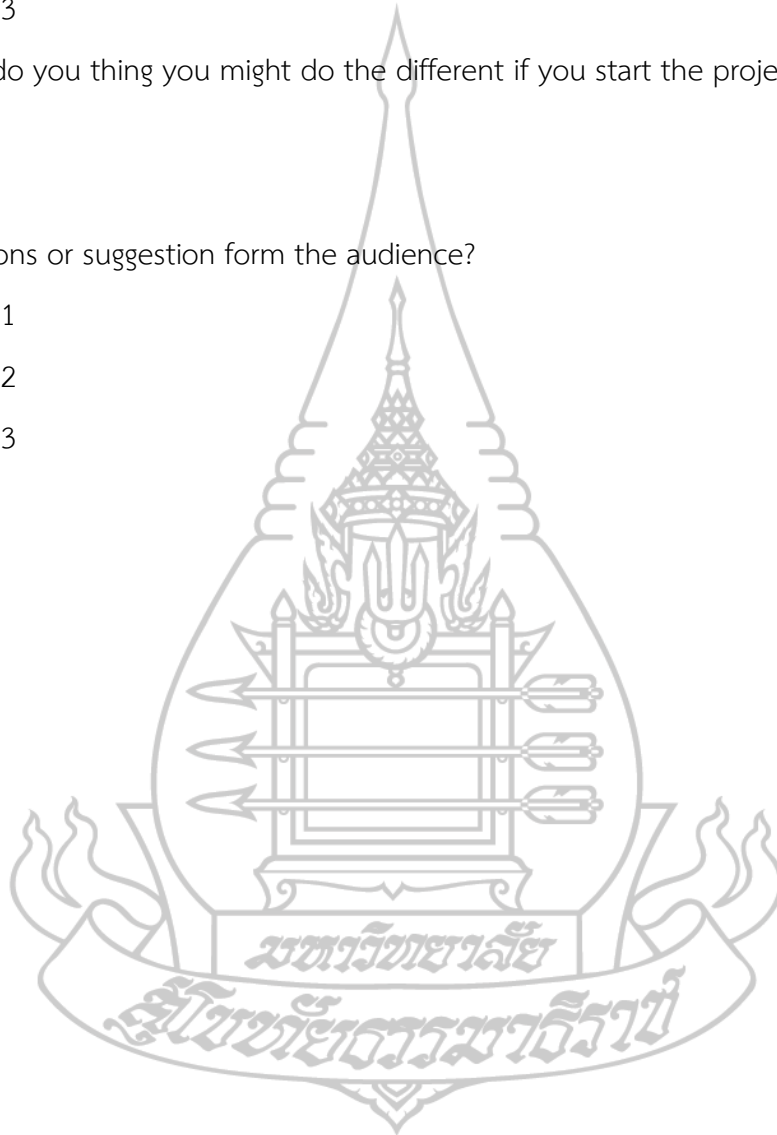 3
do you thing you might do the different if you start the proje
ons or suggestion form the audience?
1
2
3
มหาวิทยาลัย
สุโขทัยธรรมาธิราช